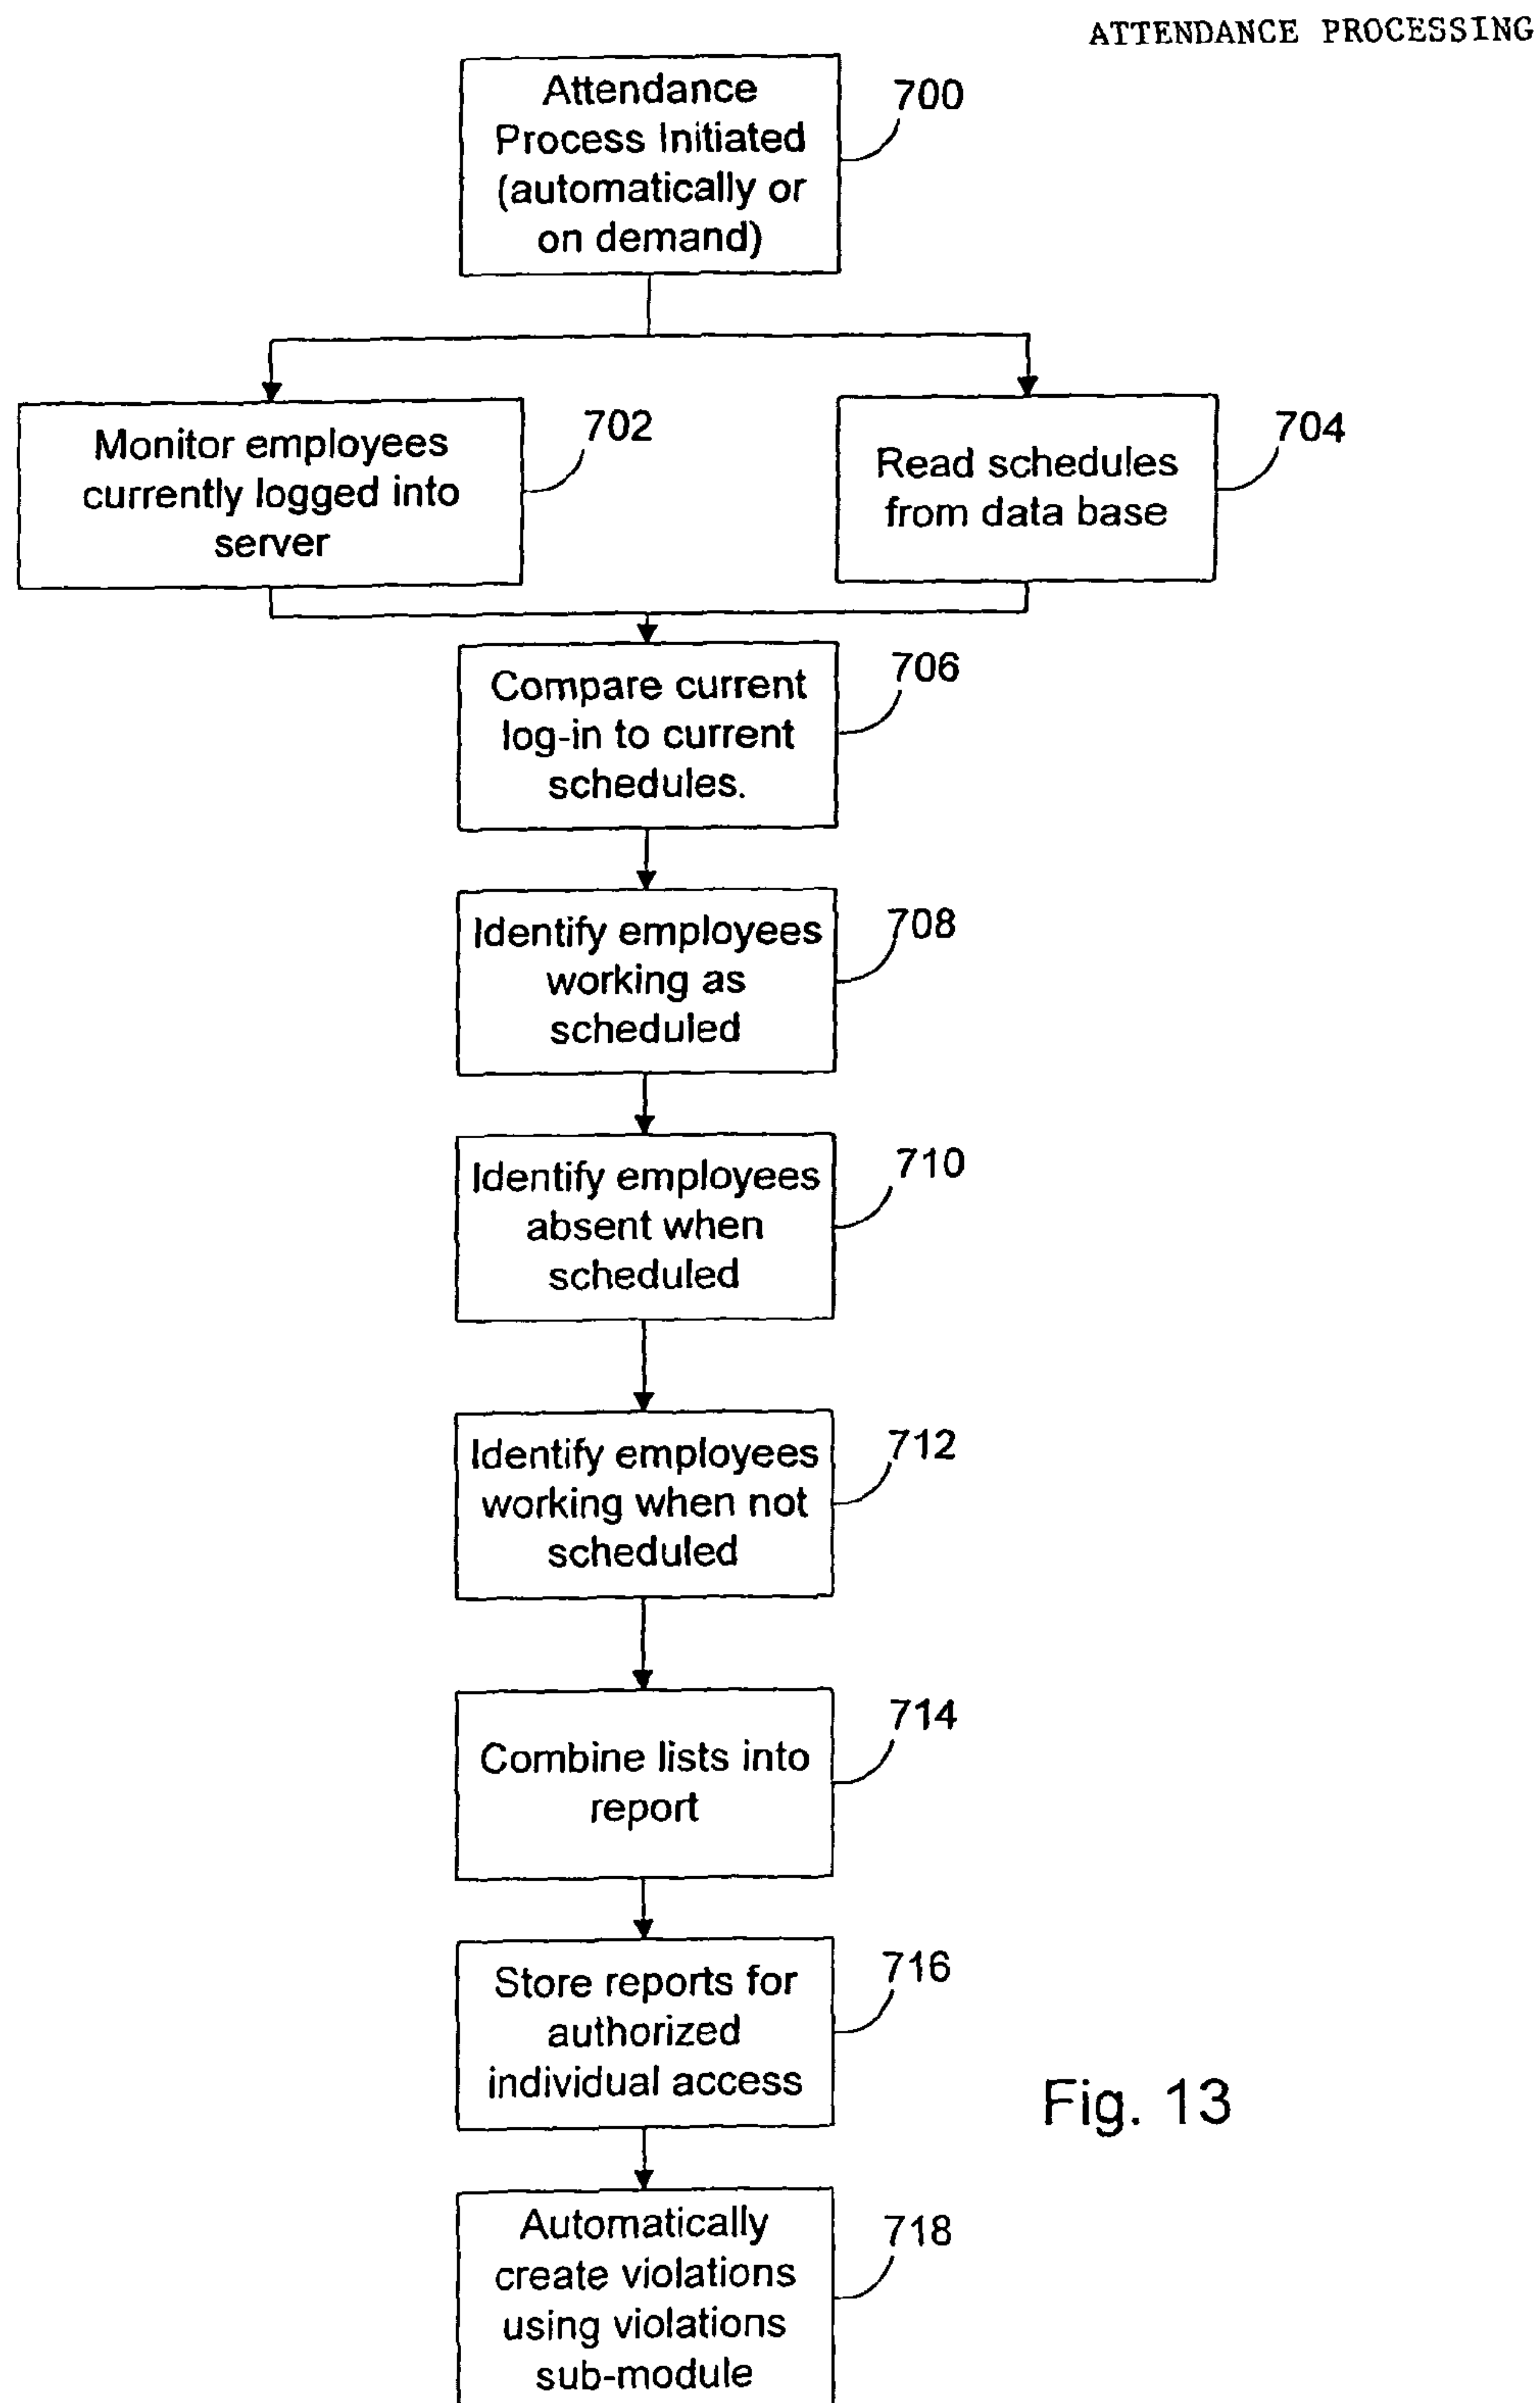 ATTENDANCE PROCESSING
Attendance
Process Initiated
(automatically or
on demand)
700
Monitor employees
currently logged into
server
702
Read schedules
from data base
704
Compare current
log-in to current
schedules.
706
Identify employees
working as
scheduled
708
Identify employees
absent when
scheduled
710
Identify employees
working when not
scheduled
712
Combine lists into
report
714
Store reports for
authorized
individual access
716
Fig. 13
Automatically
create violations
using violations
sub-module
718